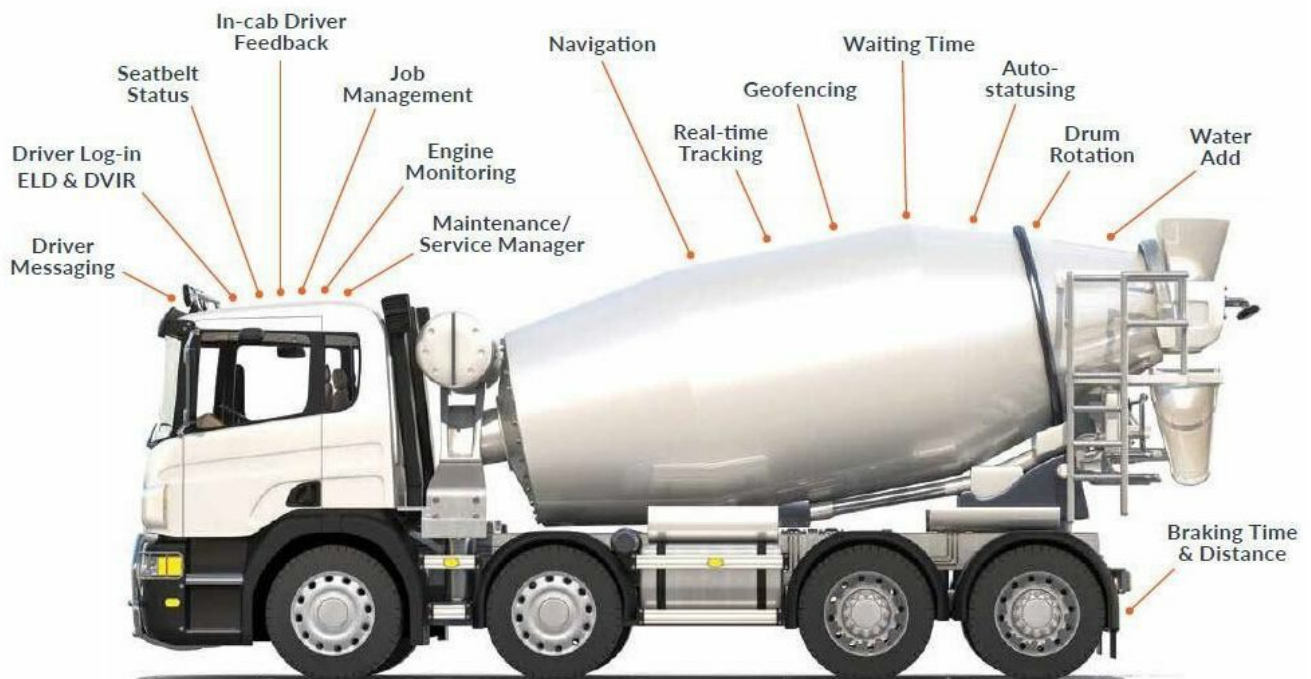 In-cab Driver
Feedback
Seatbelt
Status
Job
Management
Driver Log-in
ELD & DVIR
Engine
Monitoring
Driver
Messaging
Maintenance/
Service Manager
Navigation
Real-time
Tracking
Geofencing
Waiting Time
Auto-
statusing
Drum
Rotation
Water
Add
Braking Time
& Distance